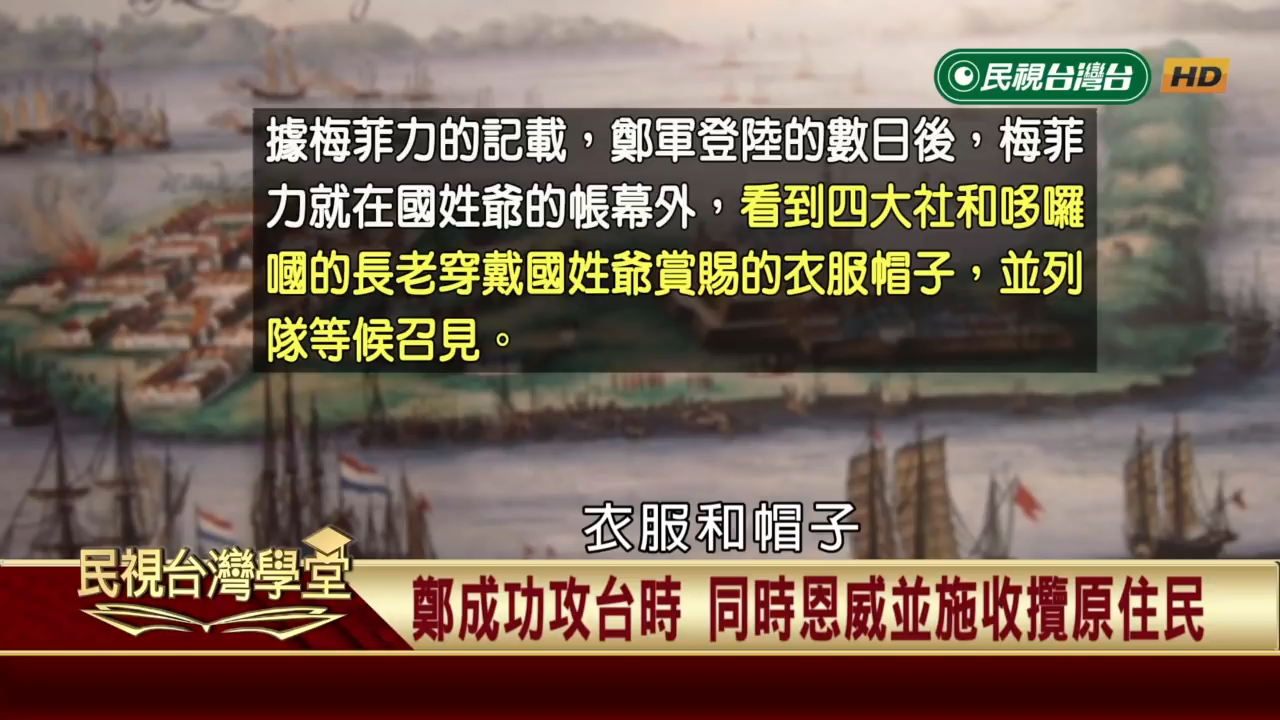 民視台灣台 HD
據梅菲力的記載，鄭軍登陸的數日後，梅菲
力就在國姓爺的帳幕外，看到四大社和哆囉
嘓的長老穿戴國姓爺賞賜的衣服帽子，並列
隊等候召見。
衣服和帽子
民視台灣學堂
鄭成功攻台時 同時恩威並施收攬原住民